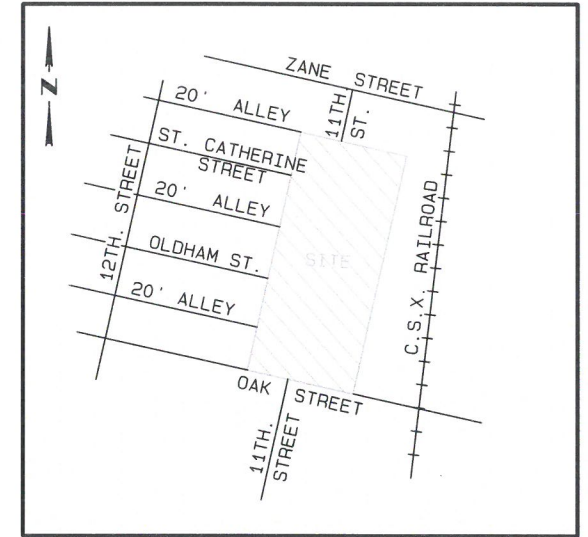 N
ZANE STREET
11TH.
ST.
20' ALLEY
ST. CATHERINE
STREET
20' ALLEY
OLDHAM ST.
20' ALLEY
12TH. STREET
SITE
C.S.X. RAILROAD
OAK STREET
11TH.
STREET